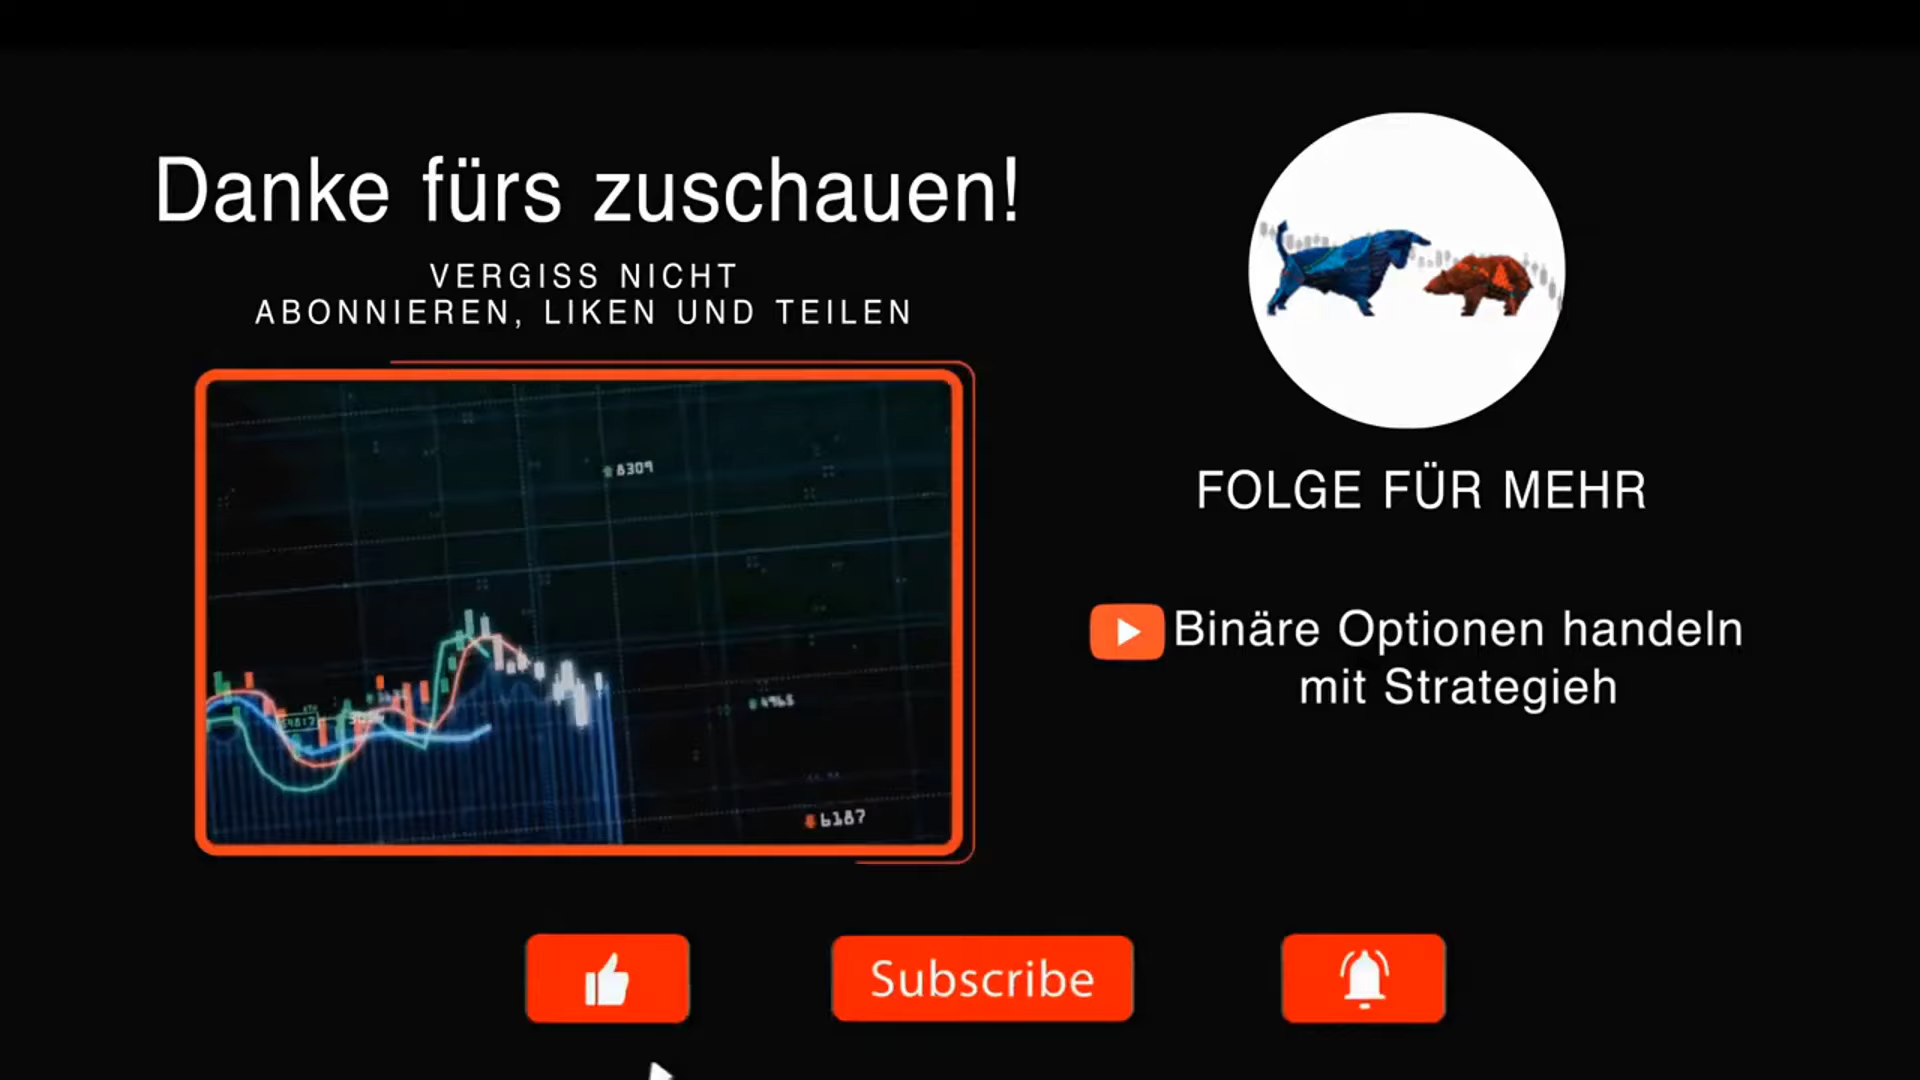 Danke fürs zuschauen!
VERGISS NICHT
ABONNIEREN, LIKEN UND TEILEN
8309
4963
6187
FOLGE FÜR MEHR
Binäre Optionen handeln
mit Strategieh
Subscribe